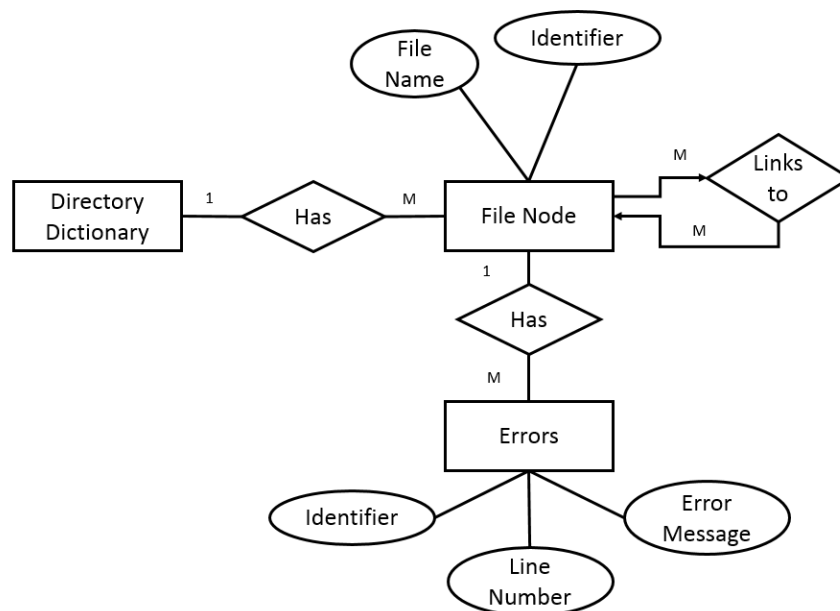 File
Name
Identifier
Directory
Dictionary
1
Has
M
File Node
M
Links
to
M
1
Has
M
Errors
Identifier
Line
Number
Error
Message